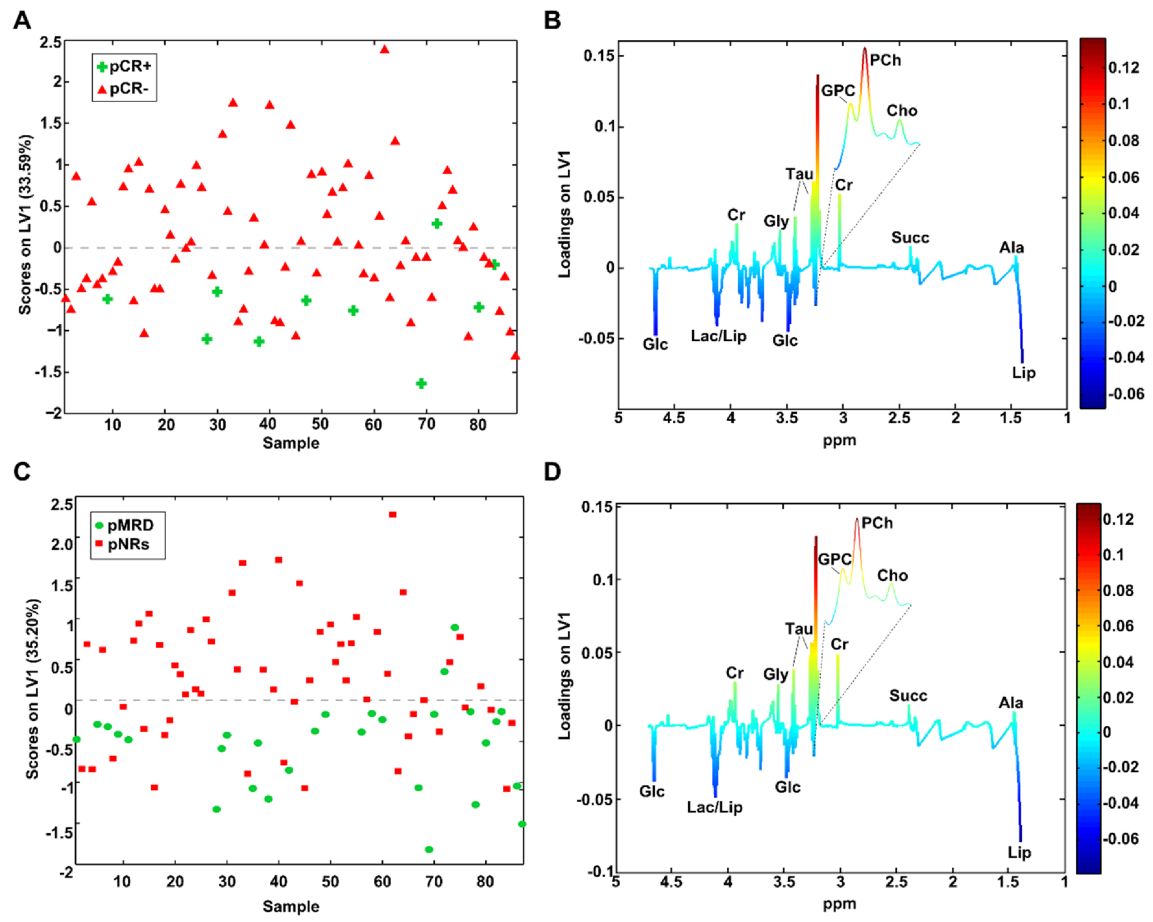 A
2.5
2
1.5
1
0.5
0
-0.5
-1
-1.5
−2
pCR+
pCR-
Scores on LV1 (33.59%)
10 20 30 40 50 60 70 80
Sample
B
0.15
0.1
0.05
0
-0.05
Loadings on LV1
PCh
GPC
Cho
Tau
Cr
Cr
Gly
Succ
Ala
Glc
Lac/Lip
Glc
Lip
5 4.5 4 3.5 3 2.5 2 1.5 1
ppm
0.12
0.10
0.08
0.06
0.04
0.02
0
-0.02
-0.04
-0.06
C
2.5
2.0
1.5
1
0.5
0
-0.5
-1
-1.5
-2
pMRD
pNRs
Scores on LV1 (35.20%)
10 20 30 40 50 60 70 80
Sample
D
0.15
0.1
0.05
0
-0.05
-0.1
Loadings on LV1
PCh
GPC
Cho
Tau
Cr
Cr
Gly
Succ
Ala
Glc
Lac/Lip
Glc
Lip
5 4.5 4 3.5 3 2.5 2 1.5 1
ppm
0.12
0.10
0.08
0.06
0.04
0.02
0
-0.02
-0.04
-0.06